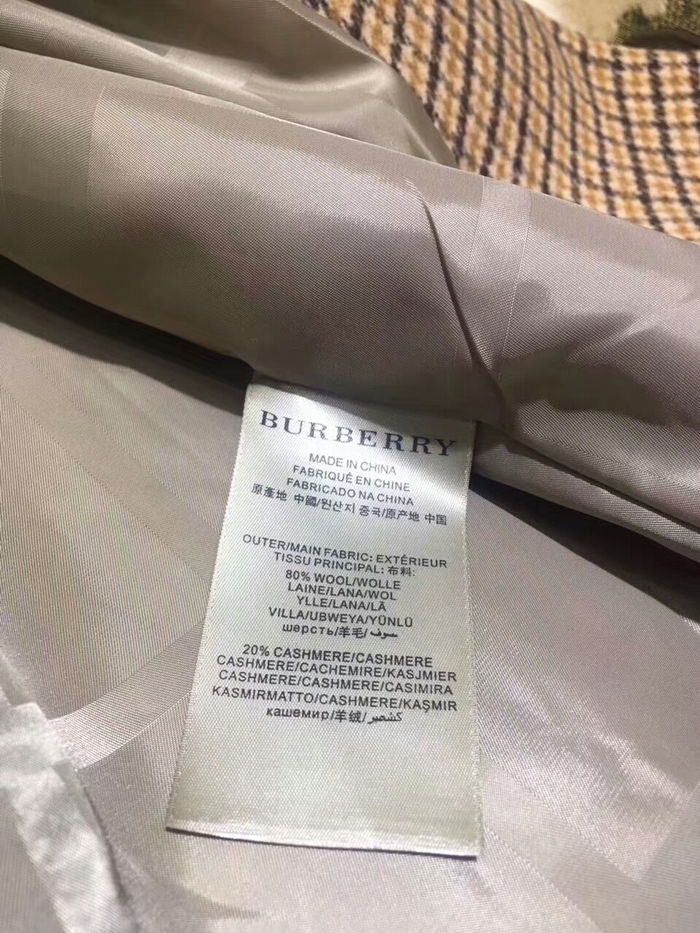 BURBERRY
MADE IN CHINA
FABRIQUÉ EN CHINE
FABRICADO NA CHINA
原產地 中國/원산지 중국/原产地 中国
OUTER/MAIN FABRIC: EXTÉRIEUR
TISSU PRINCIPAL: 布料:
80% WOOL/WOLLE
LAINE/LANA/WOL
YLLE/LANA/LÃ
VILLA/UBWEYA/YÜNLÜ
шерсть/羊毛/صوف
20% CASHMERE/CASHMERE
CASHMERE/CACHEMIRE/KASJMIER
CASHMERE/CASHMERE/CASIMIRA
KASMIRMATTO/CASHMERE/KAŞMIR
кашемир/羊绒/كشمير